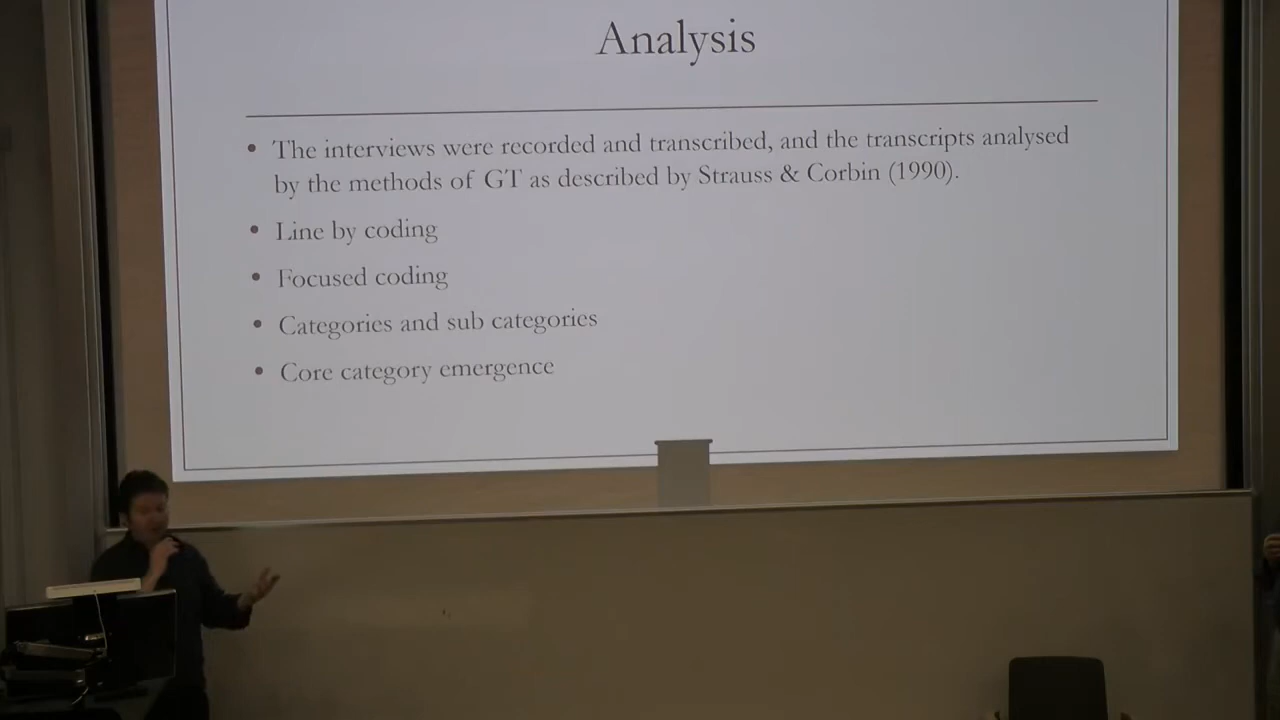 Analysis
• The interviews were recorded and transcribed, and the transcripts analysed
by the methods of GT as described by Strauss & Corbin (1990).
• Line by coding
• Focused coding
• Categories and sub categories
• Core category emergence